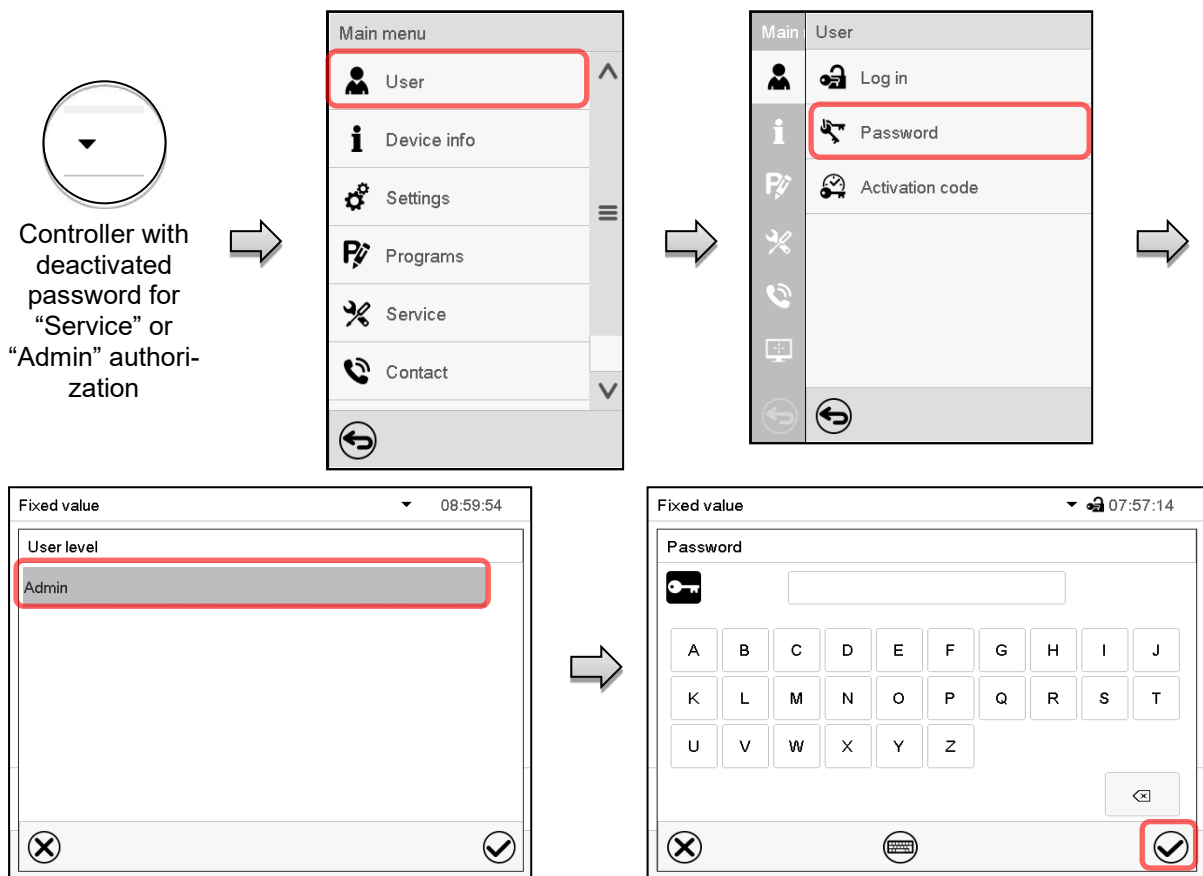 Controller with
deactivated
password for
“Service” or
“Admin” authori-
zation
Main menu
User
Device info
Settings
Programs
Service
Contact
Main
User
Log in
Password
Activation code
Fixed value 08:59:54
User level
Admin
Fixed value 07:57:14
Password
A B C D E F G H I J
K L M N O P Q R S T
U V W X Y Z